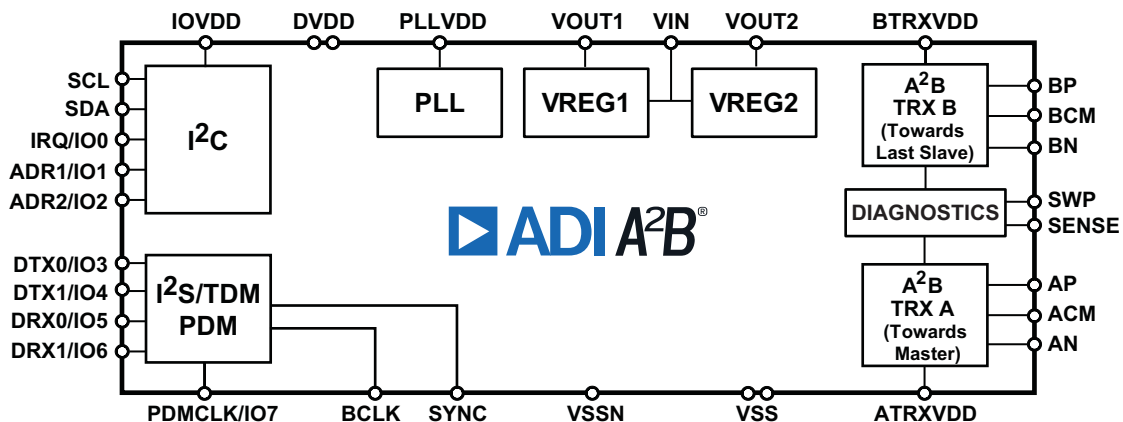 IOVDD DVDD PLLVDD VOUT1 VIN VOUT2 BTRXVDD
SCL
SDA
IRQ/IO0
ADR1/IO1
ADR2/IO2
I²C
PLL
VREG1
VREG2
A²B
TRX B
(Towards
Last Slave)
BP
BCM
BN
DIAGNOSTICS
SWP
SENSE
ADI A²B®
DTX0/IO3
DTX1/IO4
DRX0/IO5
DRX1/IO6
I²S/TDM
PDM
A²B
TRX A
(Towards
Master)
AP
ACM
AN
PDMCLK/IO7 BCLK SYNC VSSN VSS ATRXVDD